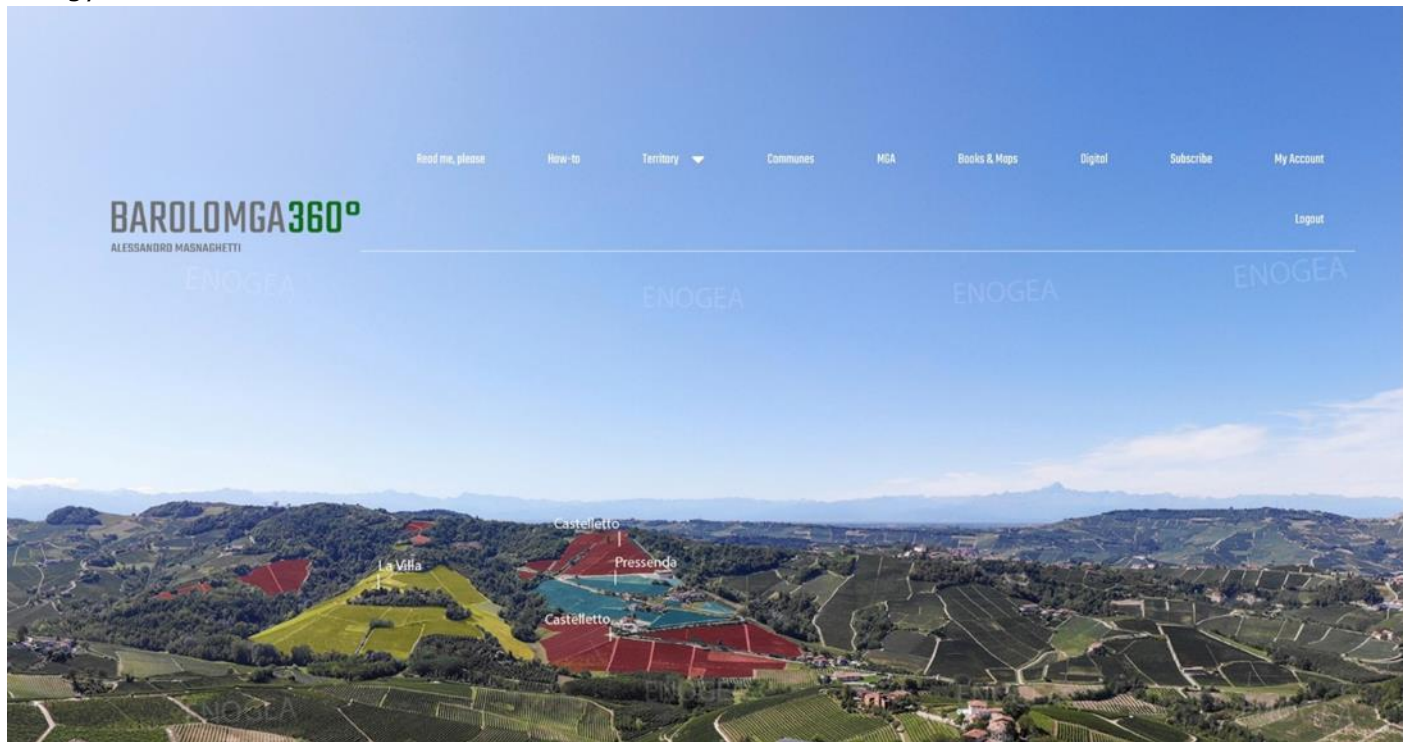 Read me, please How-to Territory Communes MGA Books & Maps Digital Subscribe My Account
Logout
BAROLOMGA360°
ALESSANDRO MASNAGHETTI
ENOGEA ENOGEA ENOGEA ENOGEA
Castelletto
La Villa Pressenda
Castelletto
ENOGEA